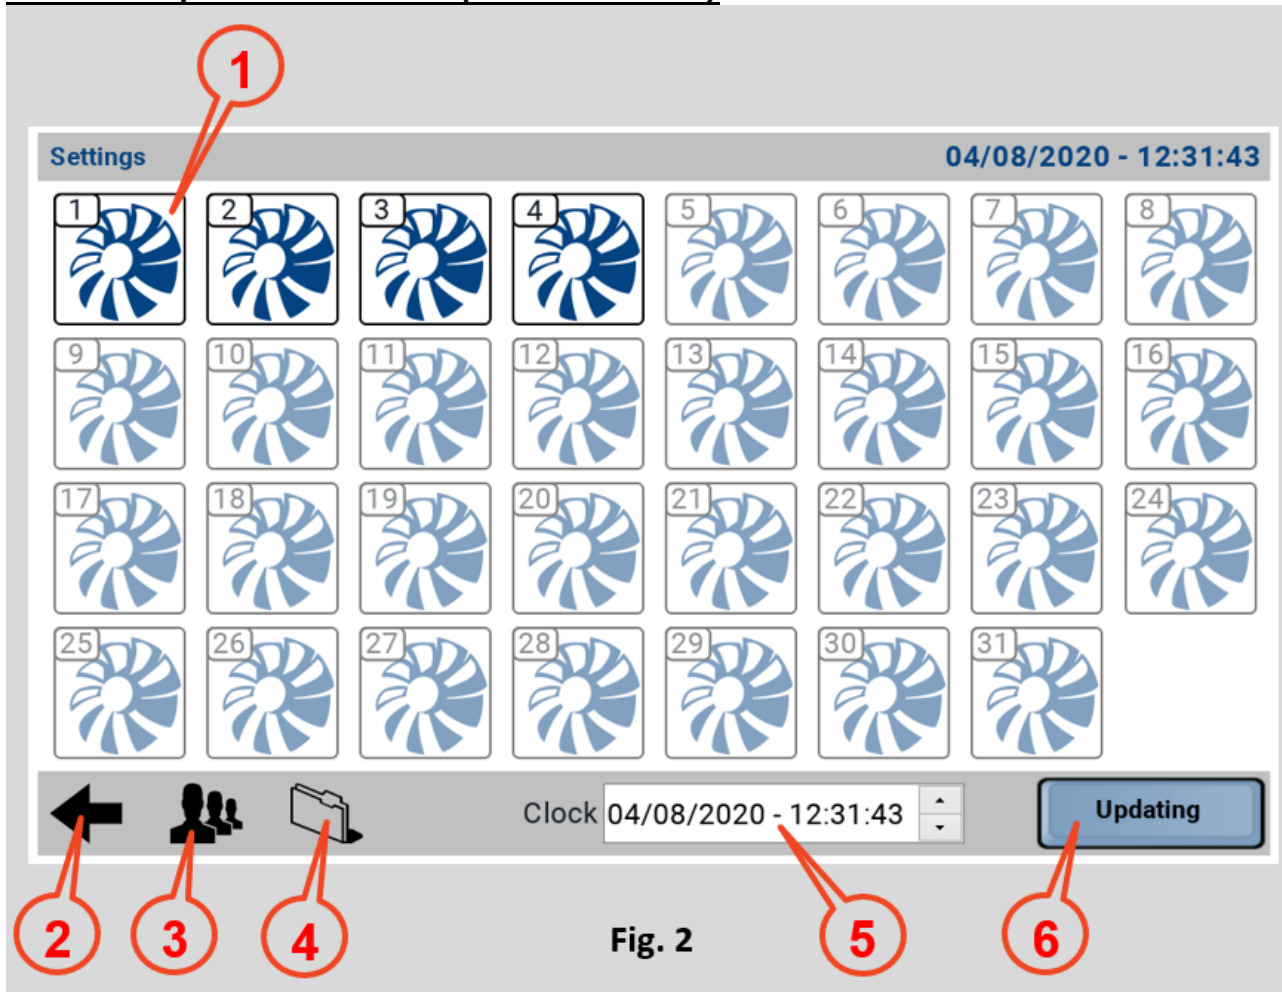 1
Settings 04/08/2020 - 12:31:43
1 2 3 4 5 6 7 8
9 10 11 12 13 14 15 16
17 18 19 20 21 22 23 24
25 26 27 28 29 30 31
Clock 04/08/2020 - 12:31:43 Updating
2 3 4 5 6
Fig. 2